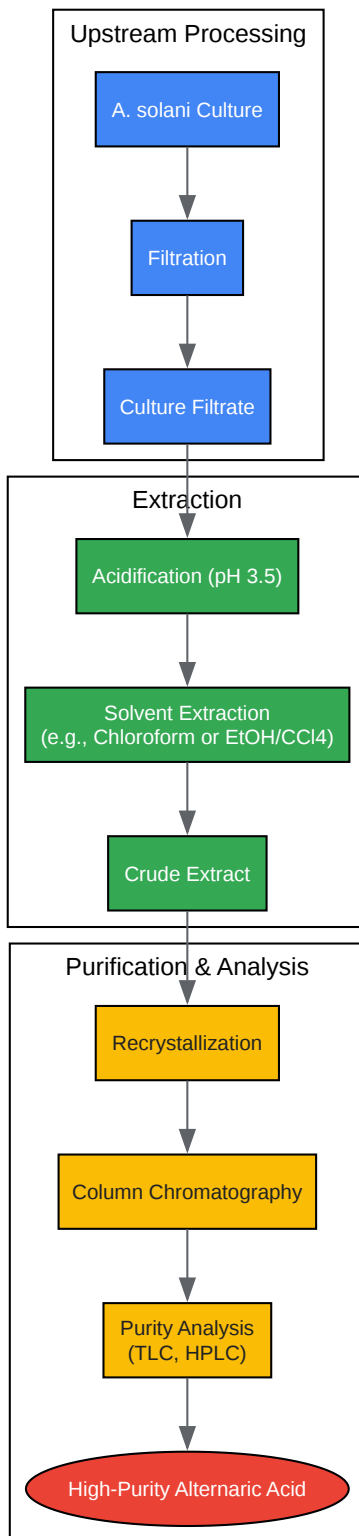 Upstream Processing
A. solani Culture
Filtration
Culture Filtrate
Extraction
Acidification (pH 3.5)
Solvent Extraction
(e.g., Chloroform or EtOH/CCl4)
Crude Extract
Purification & Analysis
Recrystallization
Column Chromatography
Purity Analysis
(TLC, HPLC)
High-Purity Alternaric Acid